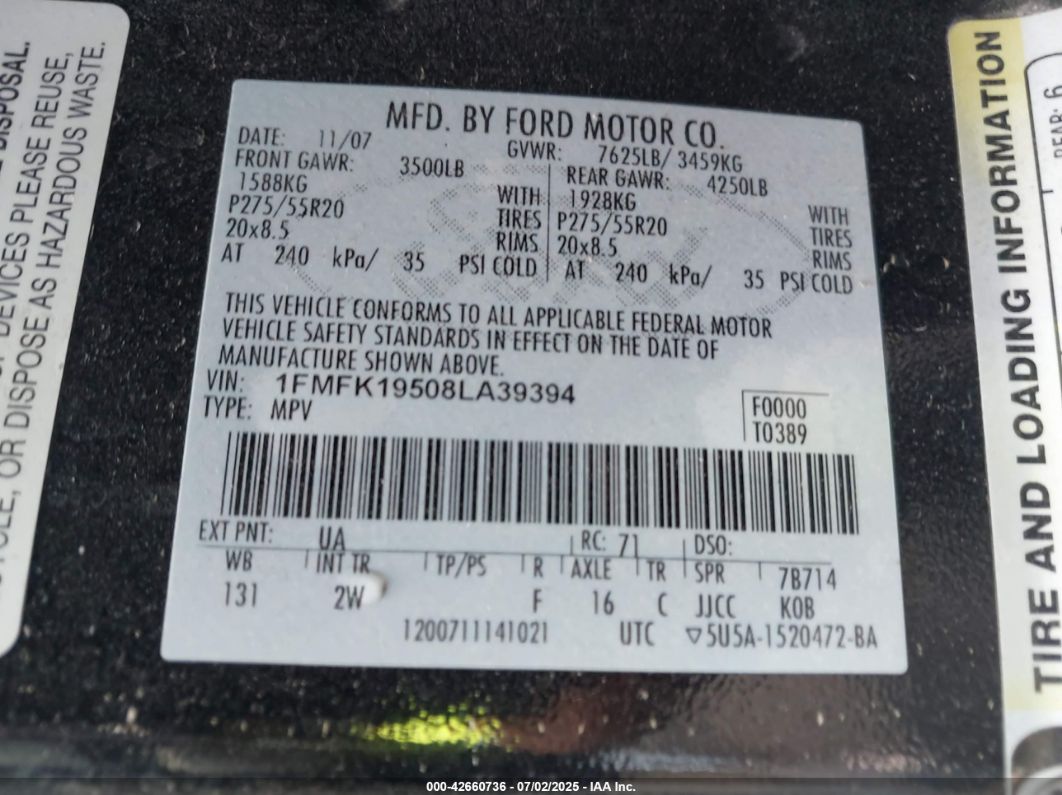 DISPOSAL.
DEVICES PLEASE REUSE,
OR DISPOSE AS HAZARDOUS WASTE.
MFD. BY FORD MOTOR CO.
DATE: 11/07 GVWR: 7625LB/ 3459KG
FRONT GAWR: 3500LB REAR GAWR: 4250LB
1588KG WITH 1928KG WITH
P275/55R20 TIRES P275/55R20 TIRES
20x8.5 RIMS 20x8.5 RIMS
AT 240 kPa/ 35 PSI COLD AT 240 kPa/ 35 PSI COLD
THIS VEHICLE CONFORMS TO ALL APPLICABLE FEDERAL MOTOR
VEHICLE SAFETY STANDARDS IN EFFECT ON THE DATE OF
MANUFACTURE SHOWN ABOVE.
VIN: 1FMFK19508LA39394
TYPE: MPV
F0000
T0389
EXT PNT: UA RC: 71 DSO:
WB INT TR TP/PS R AXLE TR SPR 7B714
131 2W F 16 C JJCC KOB
1200711141021 UTC ▽5U5A-1520472-BA
TIRE AND LOADING INFORMATION
REAR: 6
000-42660736 - 07/02/2025 - IAA Inc.